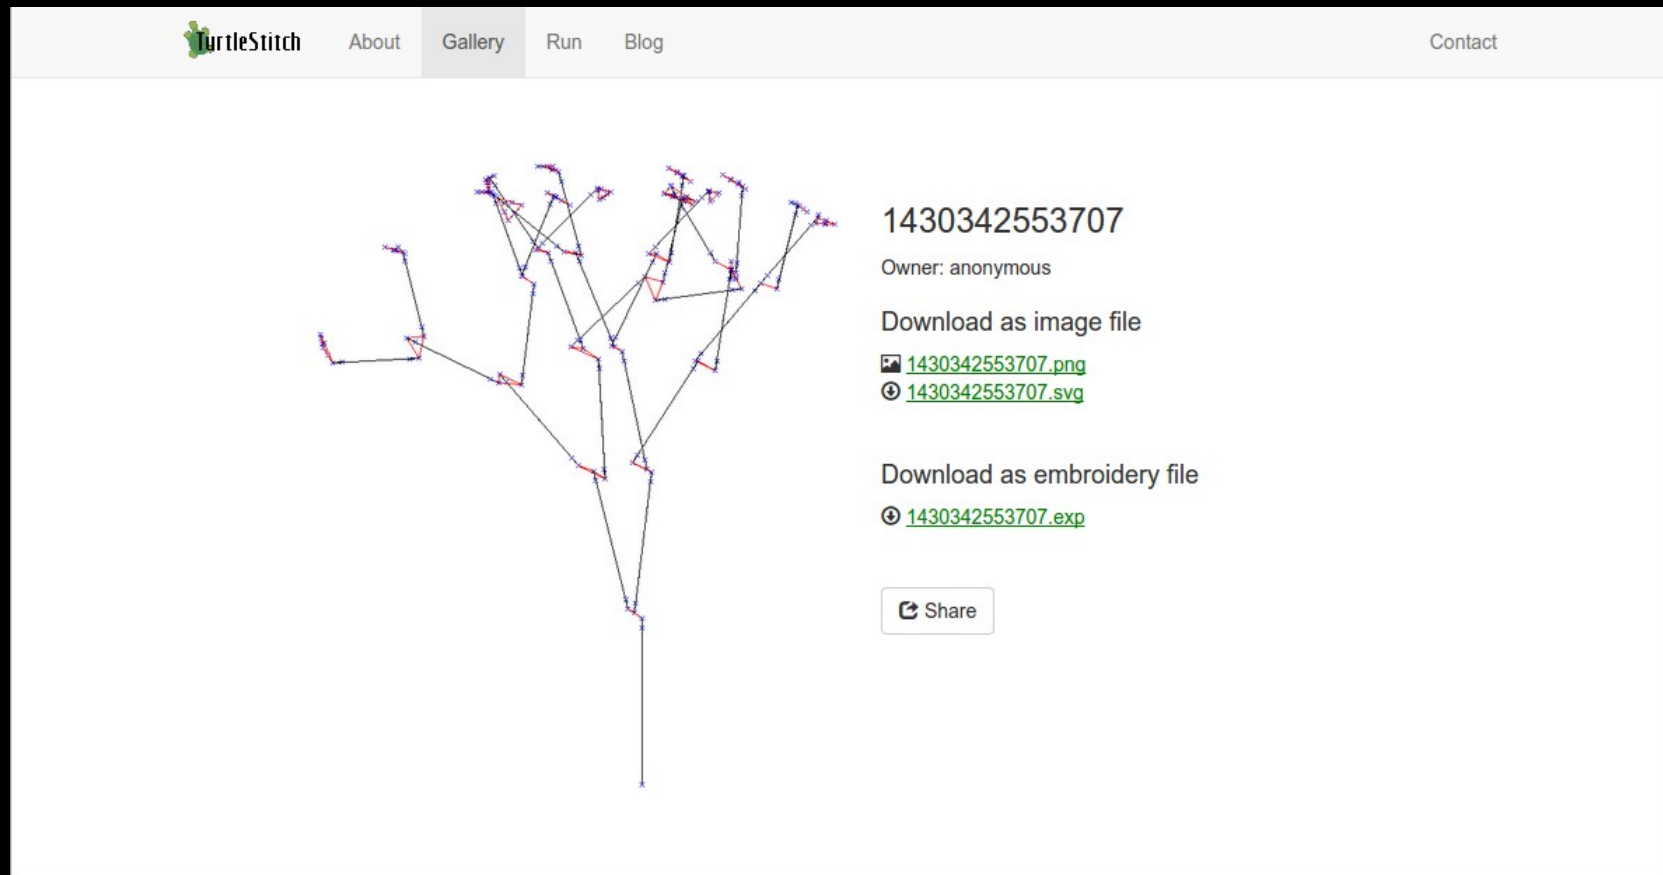 TurtleStitch
About
Gallery
Run
Blog
Contact
1430342553707
Owner: anonymous
Download as image file
1430342553707.png
1430342553707.svg
Download as embroidery file
1430342553707.exp
Share